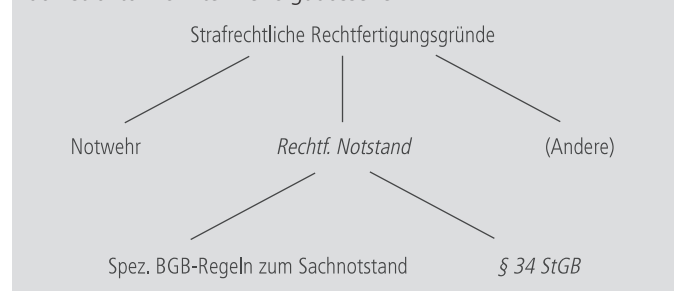 Strafrechtliche Rechtfertigungsgründe
Notwehr Rechtf. Notstand (Andere)
Spez. BGB-Regeln zum Sachnotstand § 34 StGB